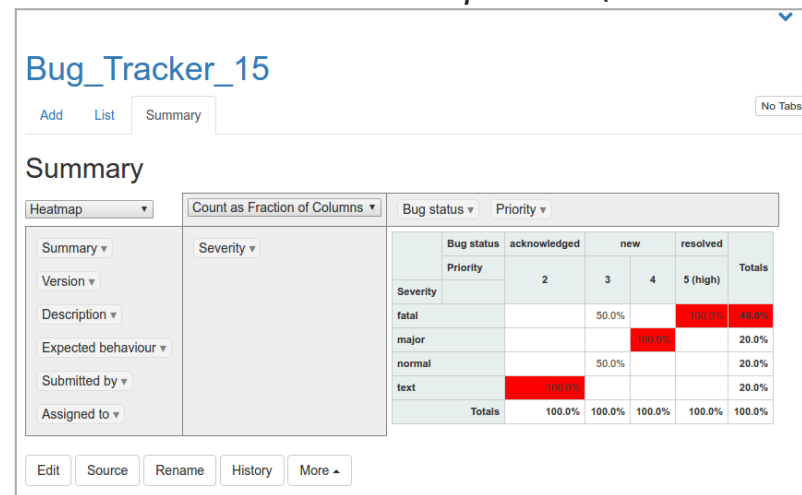 Bug_Tracker_15
Add List Summary
No Tabs
Summary
Heatmap ▼ Count as Fraction of Columns ▼ Bug status ▼ Priority ▼
Summary ▼
Version ▼
Description ▼
Expected behaviour ▼
Submitted by ▼
Assigned to ▼
Severity ▼
Bug status acknowledged new resolved Totals
Priority 2 3 4 5 (high)
Severity
fatal 50.0% 100.0% 40.0%
major 100.0% 20.0%
normal 50.0% 20.0%
text 100.0% 20.0%
Totals 100.0% 100.0% 100.0% 100.0% 100.0%
Edit Source Rename History More